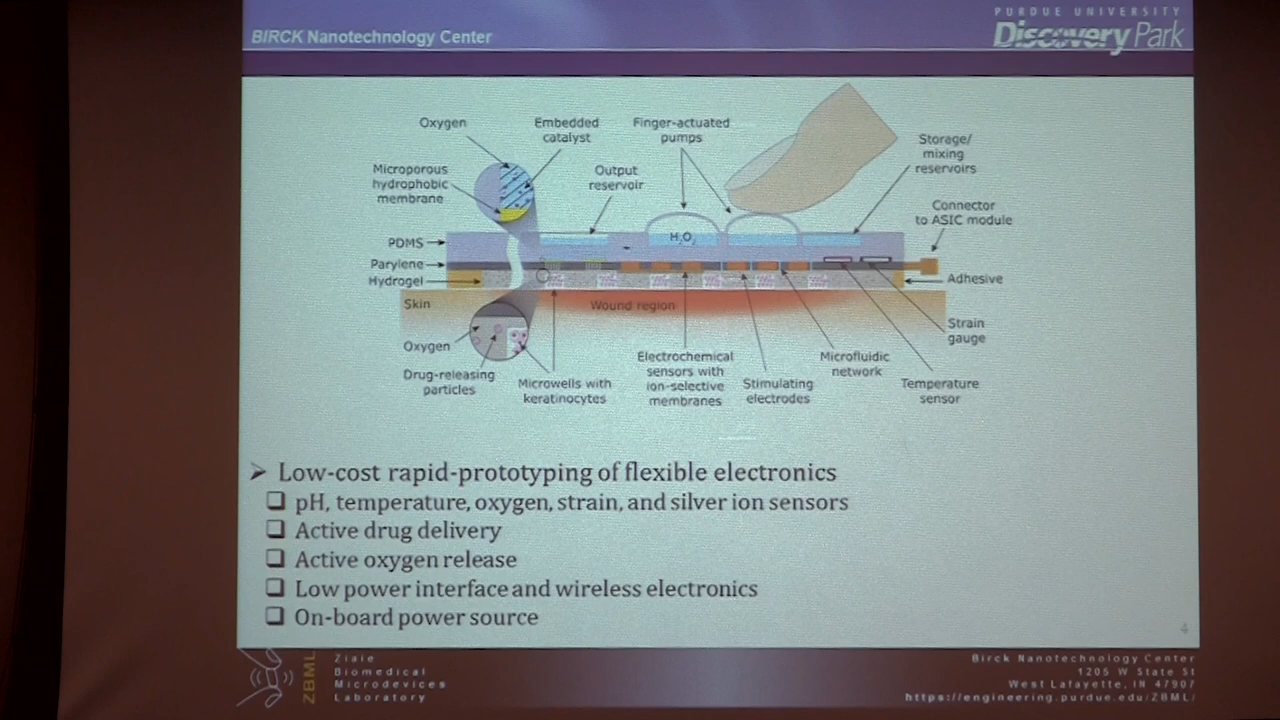 BIRCK Nanotechnology Center
PURDUE UNIVERSITY
Discovery Park
Oxygen
Embedded
catalyst
Finger-actuated
pumps
Storage/
mixing
reservoirs
Microporous
hydrophobic
membrane
Output
reservoir
Connector
to ASIC module
PDMS
H2O2
Parylene
Hydrogel
Adhesive
Skin
Wound region
Strain
gauge
Oxygen
Drug-releasing
particles
Microwells with
keratinocytes
Electrochemical
sensors with
ion-selective
membranes
Stimulating
electrodes
Microfluidic
network
Temperature
sensor
➢ Low-cost rapid-prototyping of flexible electronics
❑ pH, temperature, oxygen, strain, and silver ion sensors
❑ Active drug delivery
❑ Active oxygen release
❑ Low power interface and wireless electronics
❑ On-board power source
4
ZBML
Ziaie
Biomedical
Microdevices
Laboratory
Birck Nanotechnology Center
1205 W State St
West Lafayette, IN 47907
https://engineering.purdue.edu/ZBML/